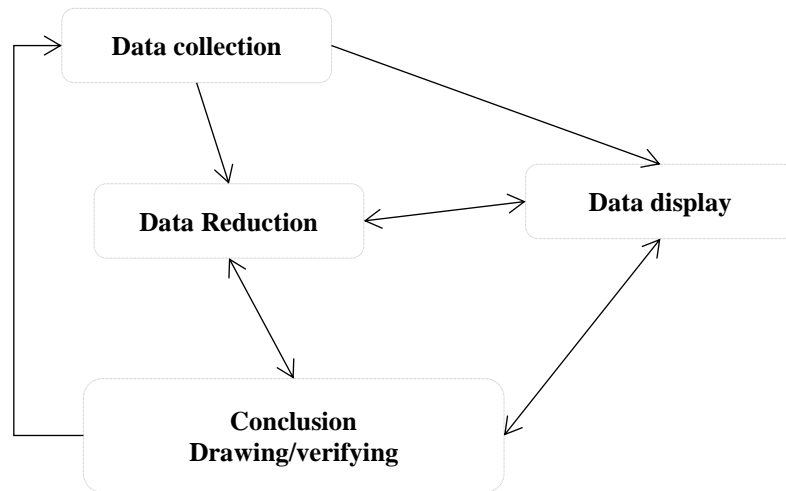 Data collection
Data Reduction
Data display
Conclusion
Drawing/verifying